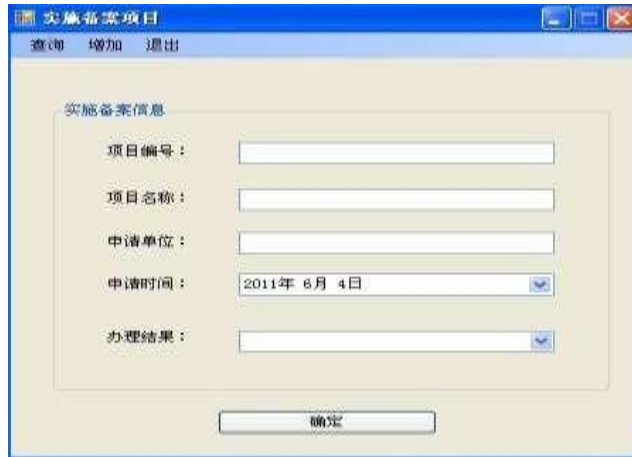 实施备案项目
查询 增加 退出
实施备案信息
项目编号：
项目名称：
申请单位：
申请时间： 2011年 6月 4日
办理结果：
确定